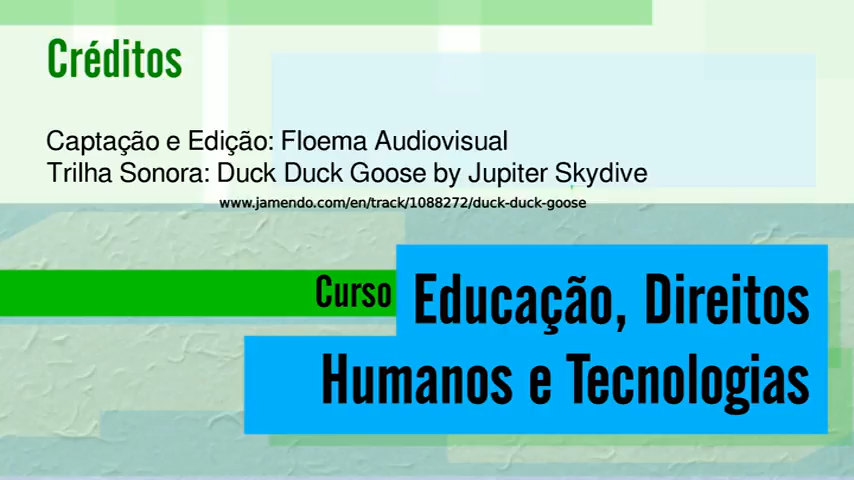 Créditos
Captação e Edição: Floema Audiovisual
Trilha Sonora: Duck Duck Goose by Jupiter Skydive
www.jamendo.com/en/track/1088272/duck-duck-goose
Curso Educação, Direitos
Humanos e Tecnologias